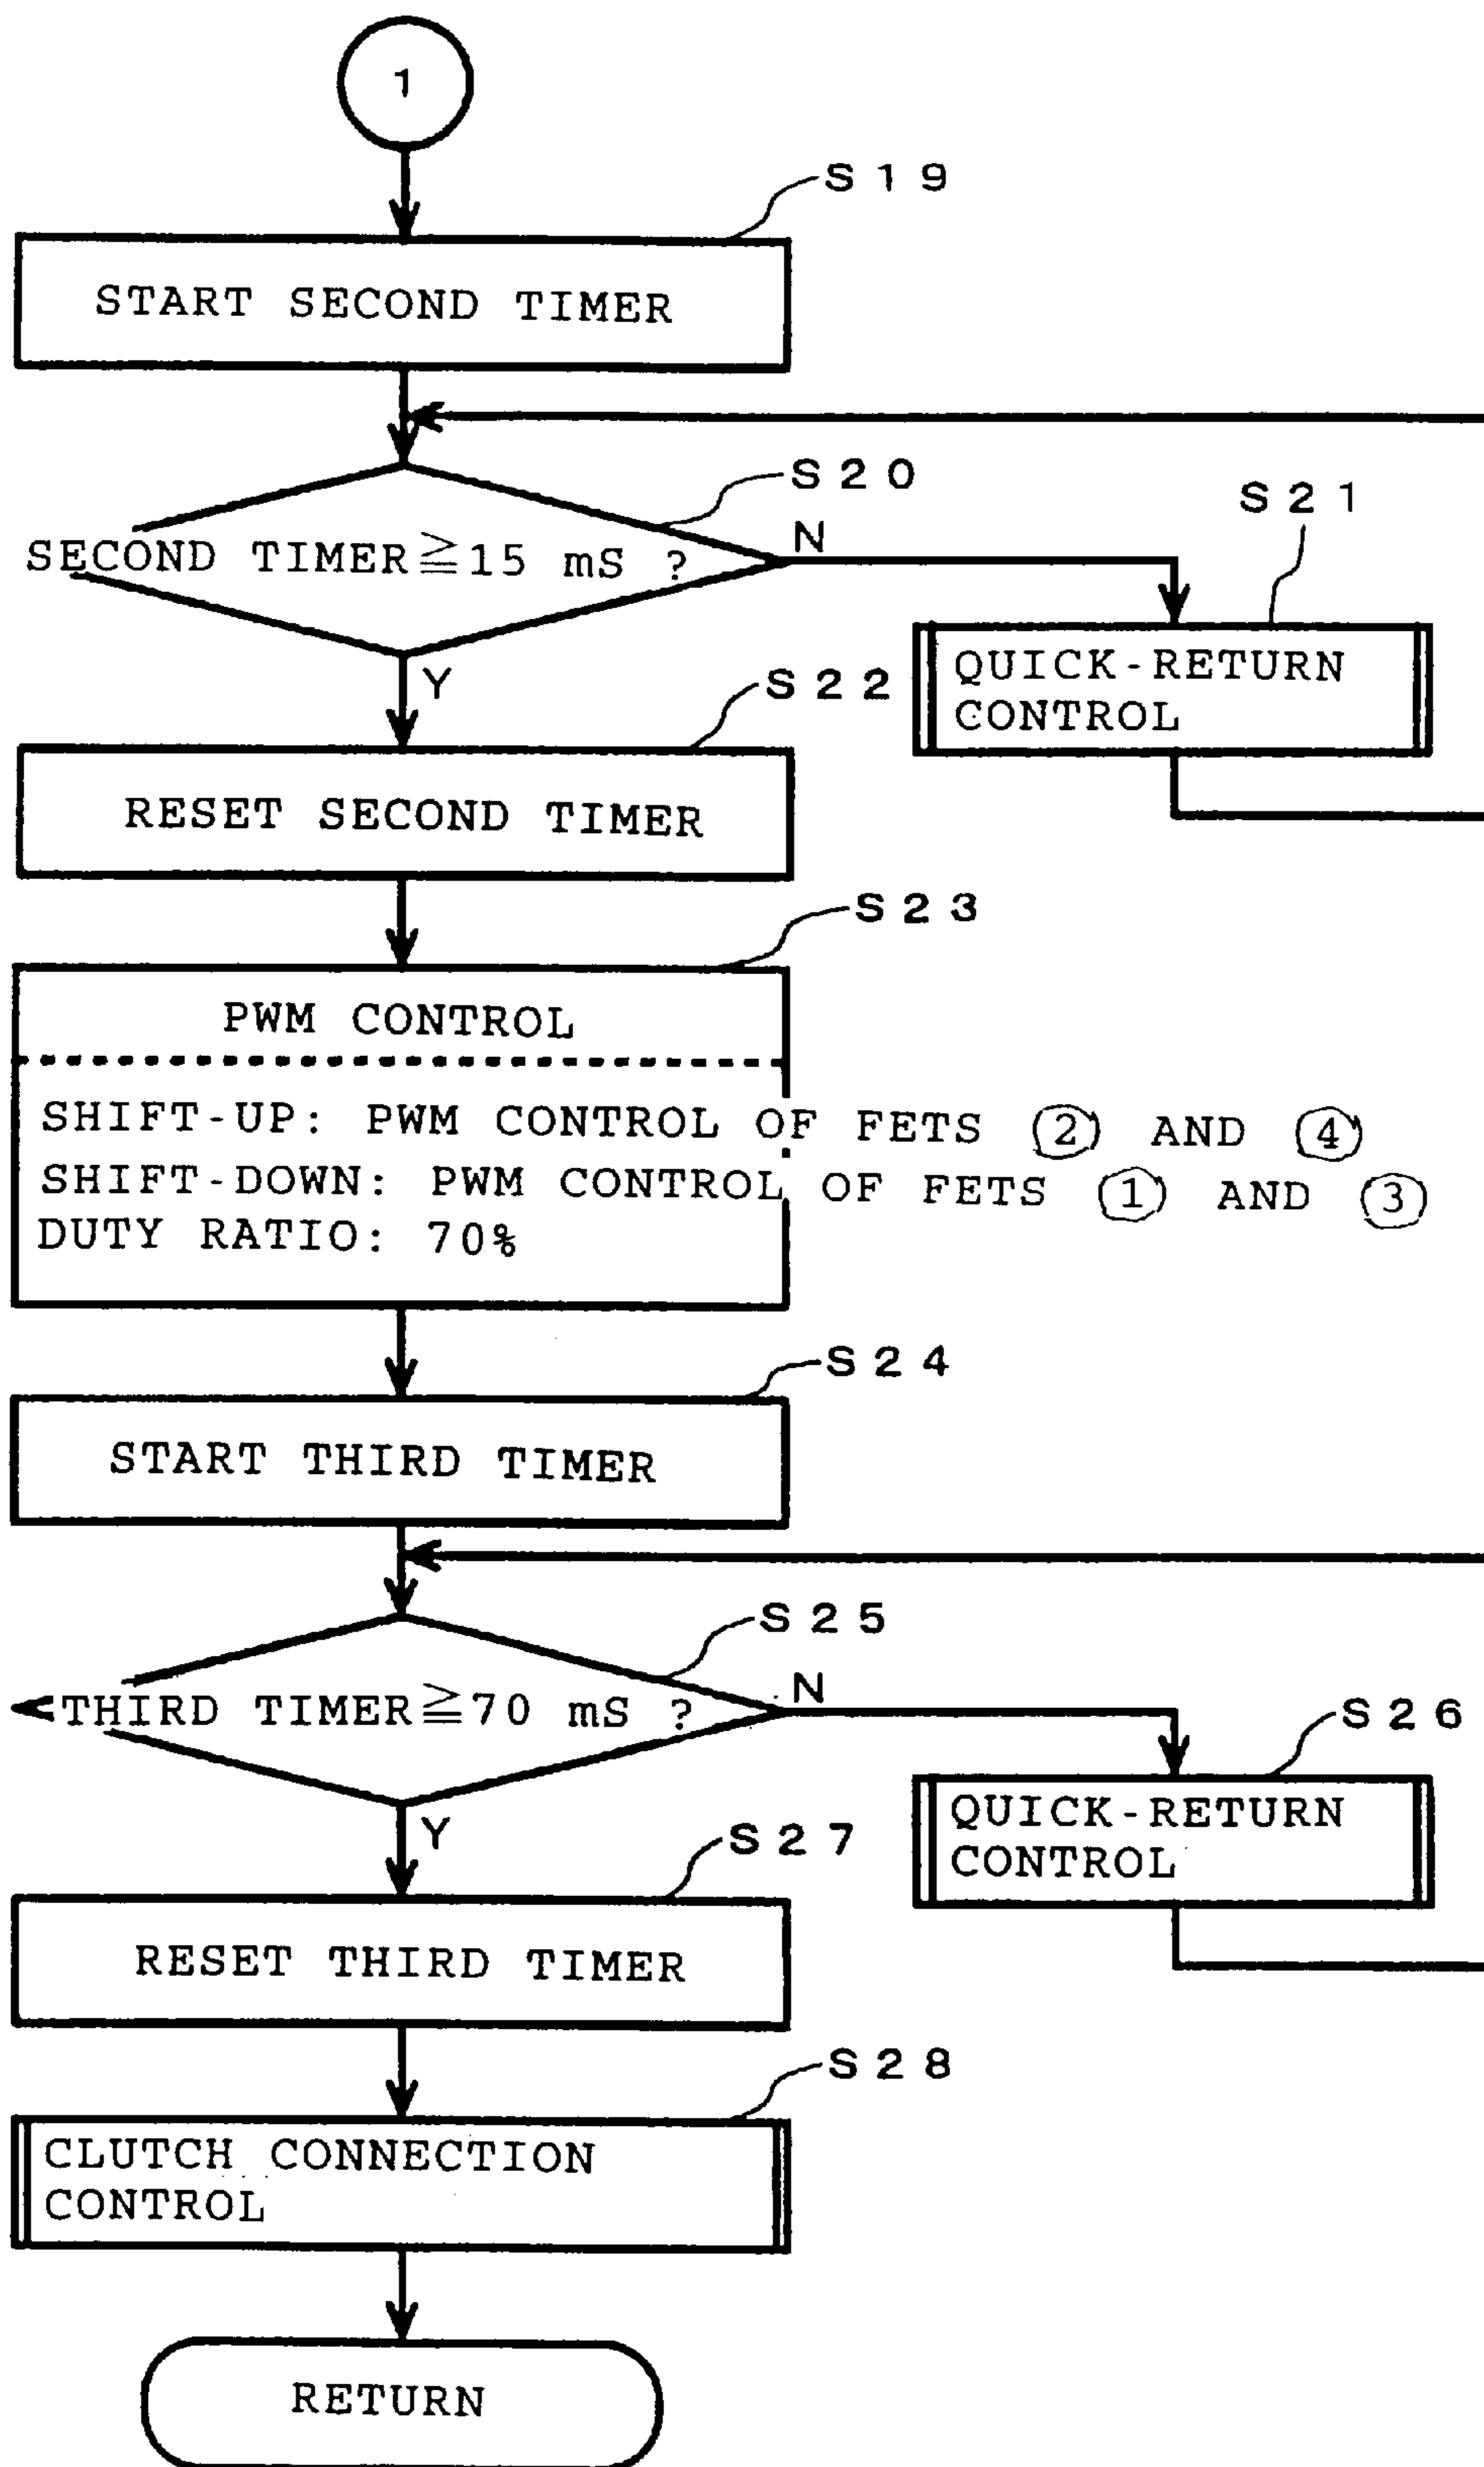 1
S19
START SECOND TIMER
S20
SECOND TIMER≧15 mS ?
N
S21
QUICK-RETURN
CONTROL
Y
S22
RESET SECOND TIMER
S23
PWM CONTROL
SHIFT-UP: PWM CONTROL OF FETS ② AND ④
SHIFT-DOWN: PWM CONTROL OF FETS ① AND ③
DUTY RATIO: 70%
S24
START THIRD TIMER
S25
THIRD TIMER≧70 mS ?
N
S26
QUICK-RETURN
CONTROL
Y
S27
RESET THIRD TIMER
S28
CLUTCH CONNECTION
CONTROL
RETURN